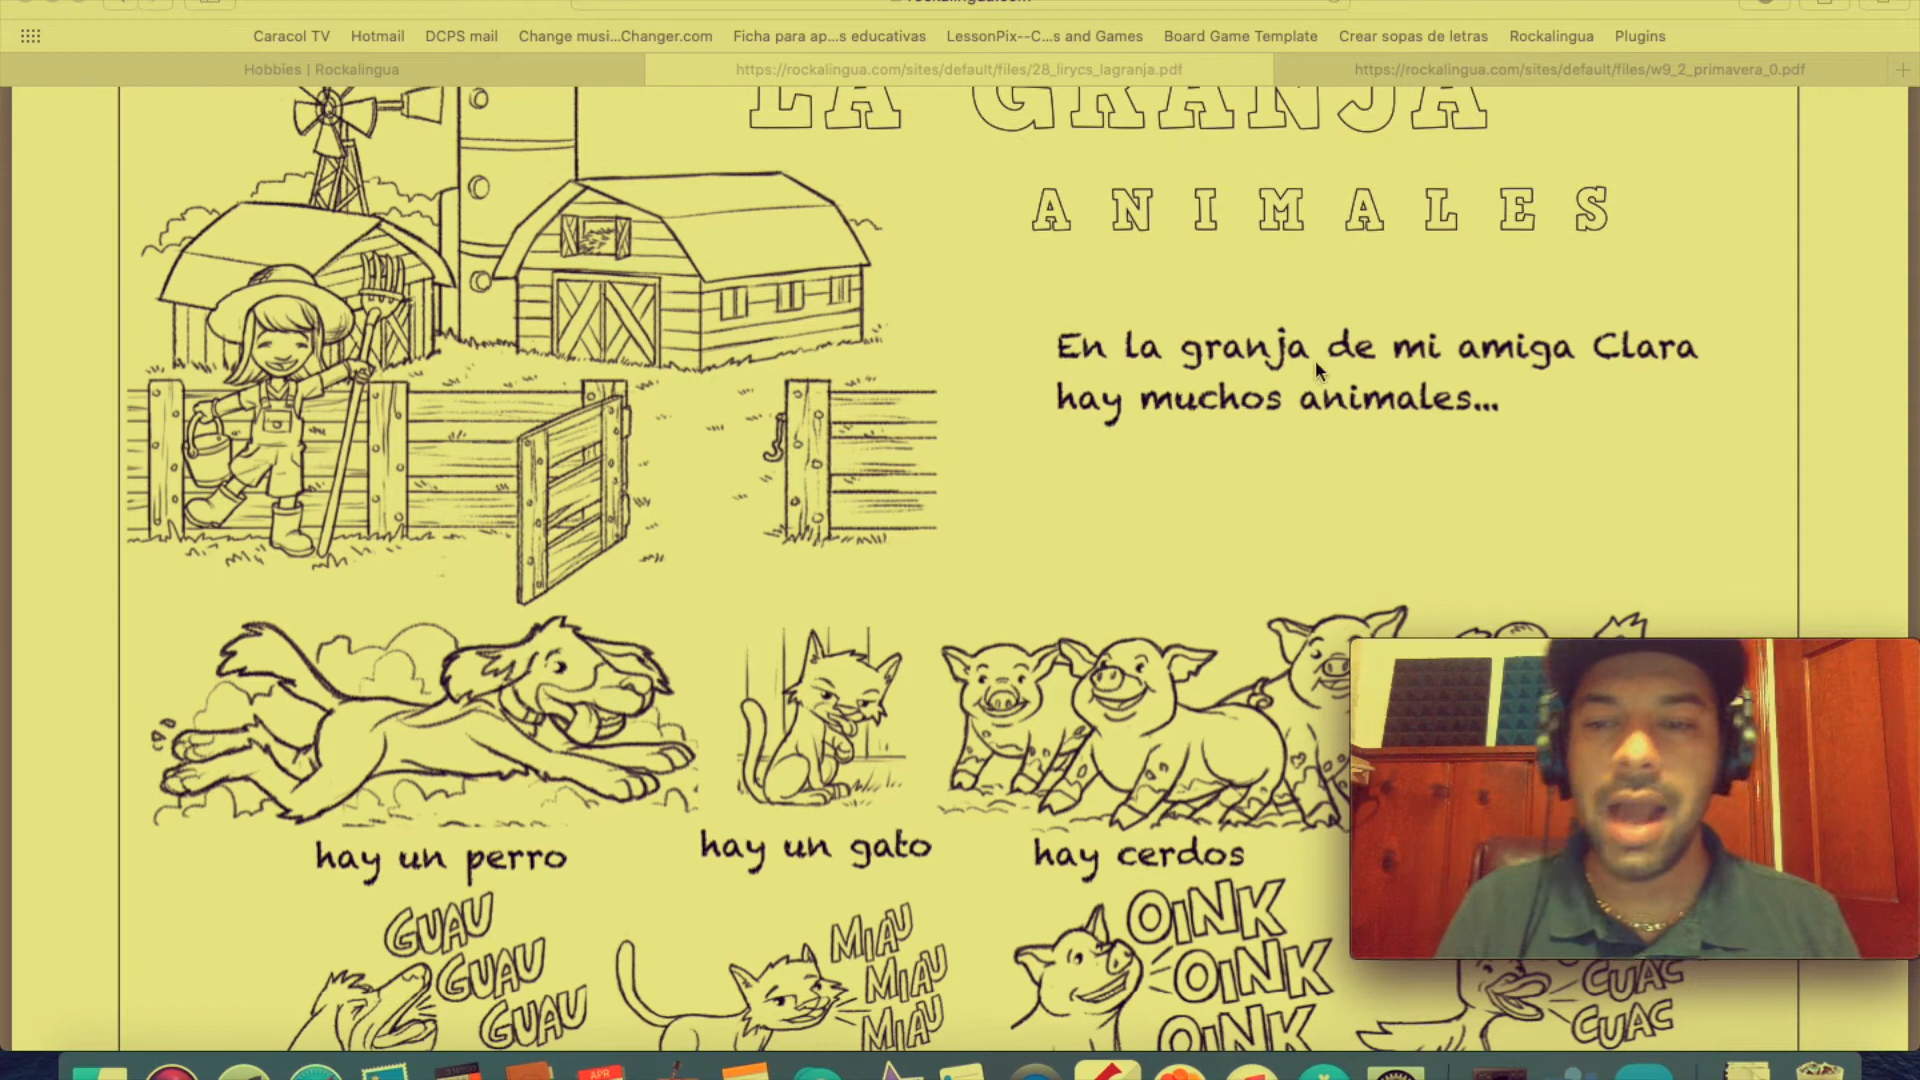 rockalingua.com
Caracol TV Hotmail DCPS mail Change musi...Changer.com Ficha para ap...s educativas LessonPix--C...s and Games Board Game Template Crear sopas de letras Rockalingua Plugins
Hobbies | Rockalingua https://rockalingua.com/sites/default/files/28_lirycs_lagranja.pdf https://rockalingua.com/sites/default/files/w9_2_primavera_0.pdf
LA GRANJA
ANIMALES
En la granja de mi amiga Clara
hay muchos animales...
hay un perro
hay un gato
hay cerdos
GUAU
GUAU
GUAU
MIAU
MIAU
MIAU
OINK
OINK
OINK
CUAC
CUAC
APR